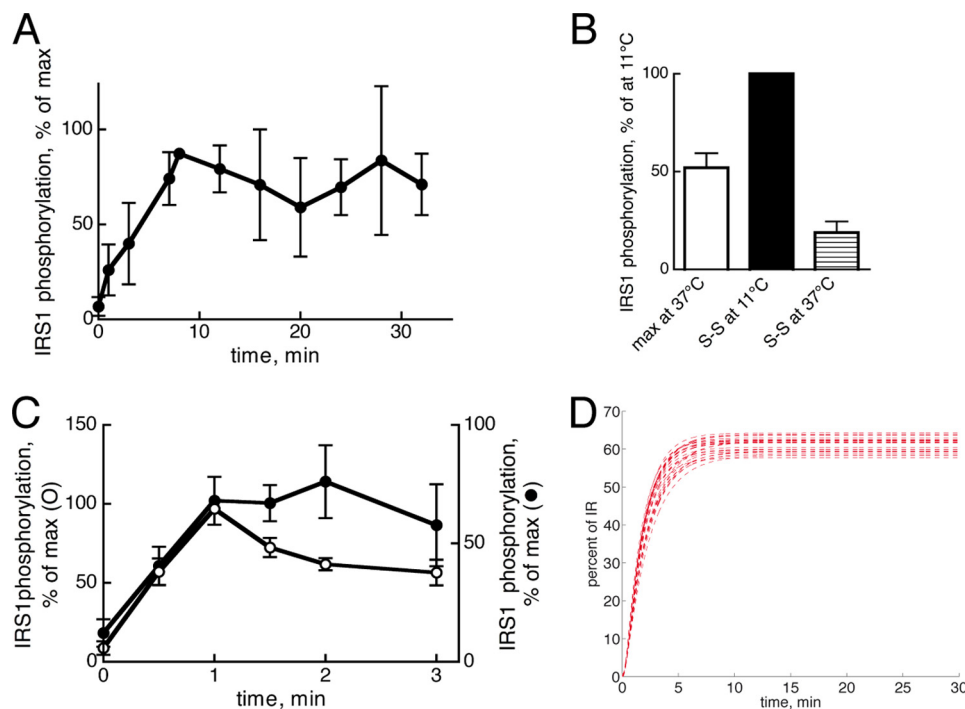 A
IRS1 phosphorylation, % of max
100
50
0
0
10
20
30
time, min
B
IRS1 phosphorylation, % of at 11°C
100
50
0
max at 37°C
S-S at 11°C
S-S at 37°C
C
IRS1phosphorylation,
% of max (O)
150
100
50
0
0
1
2
3
time, min
100
50
0
IRS1 phosphorylation,
% of max (●)
D
percent of IR
70
60
50
40
30
20
10
0
0
5
10
15
20
25
30
time, min